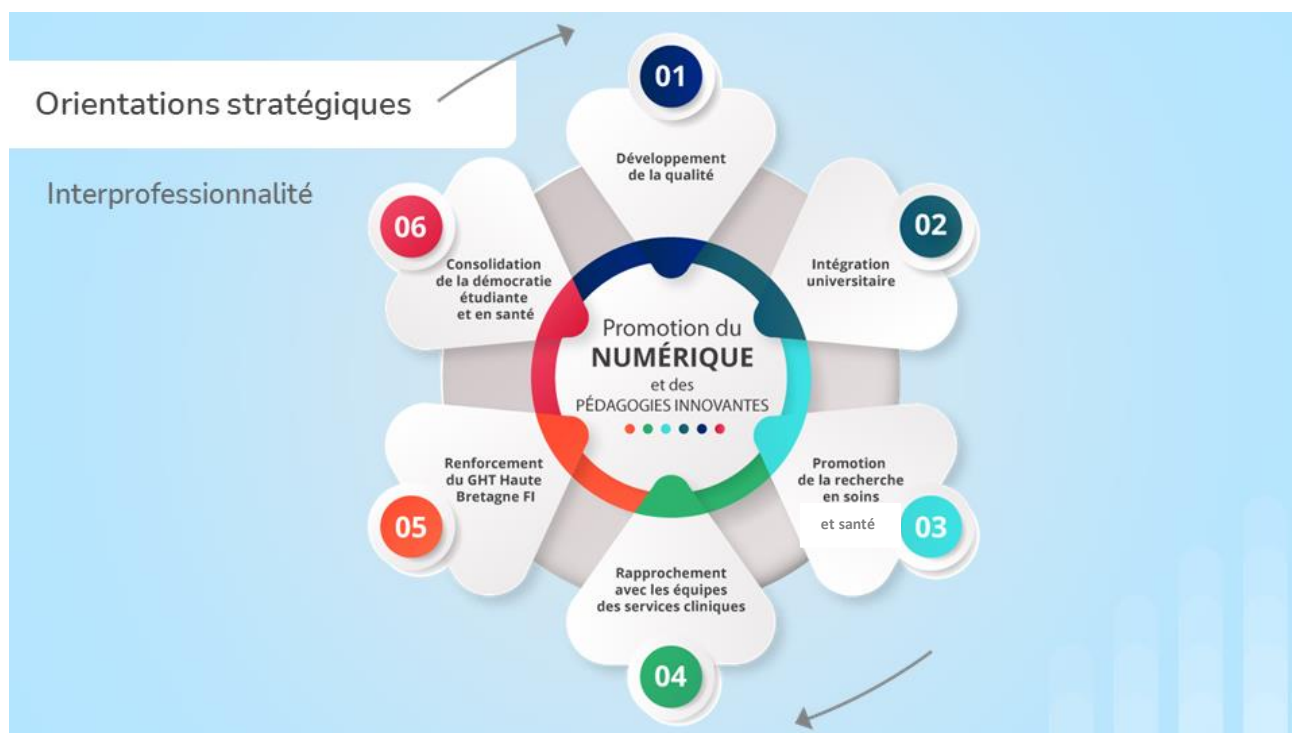 Orientations stratégiques
Interprofessionnalité
01
Développement
de la qualité
02
Intégration
universitaire
03
Promotion
de la recherche
en soins
et santé
04
Rapprochement
avec les équipes
des services cliniques
05
Renforcement
du GHT Haute
Bretagne FI
06
Consolidation
de la démocratie
étudiante
et en santé
Promotion du
NUMÉRIQUE
et des
PÉDAGOGIES INNOVANTES